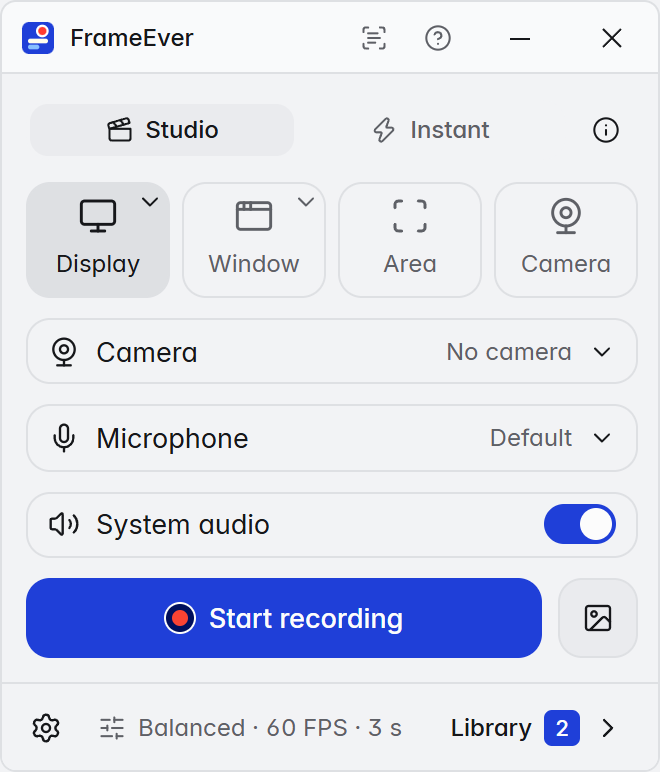 FrameEver
Studio
Instant
Display
Window
Area
Camera
Camera
No camera
Microphone
Default
System audio
Start recording
Balanced · 60 FPS · 3 s
Library 2